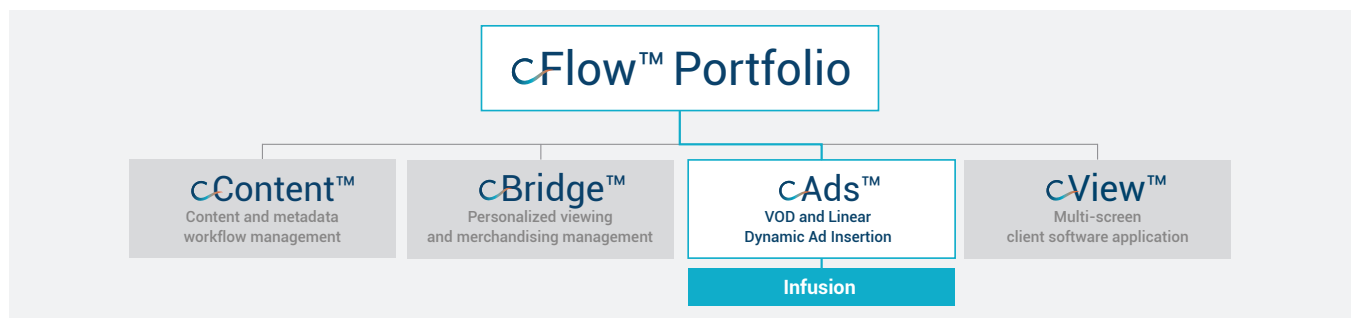 cFlow™ Portfolio
cContent™
Content and metadata
workflow management
cBridge™
Personalized viewing
and merchandising management
cAds™
VOD and Linear
Dynamic Ad Insertion
Infusion
cView™
Multi-screen
client software application